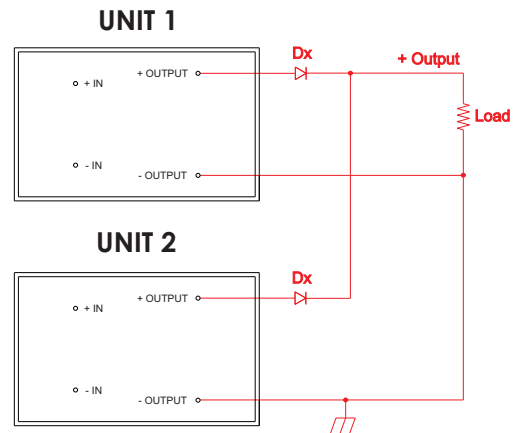 UNIT 1
Dx
+ Output
+ OUTPUT
+ IN
Load
- IN
- OUTPUT
UNIT 2
Dx
+ OUTPUT
+ IN
- IN
- OUTPUT